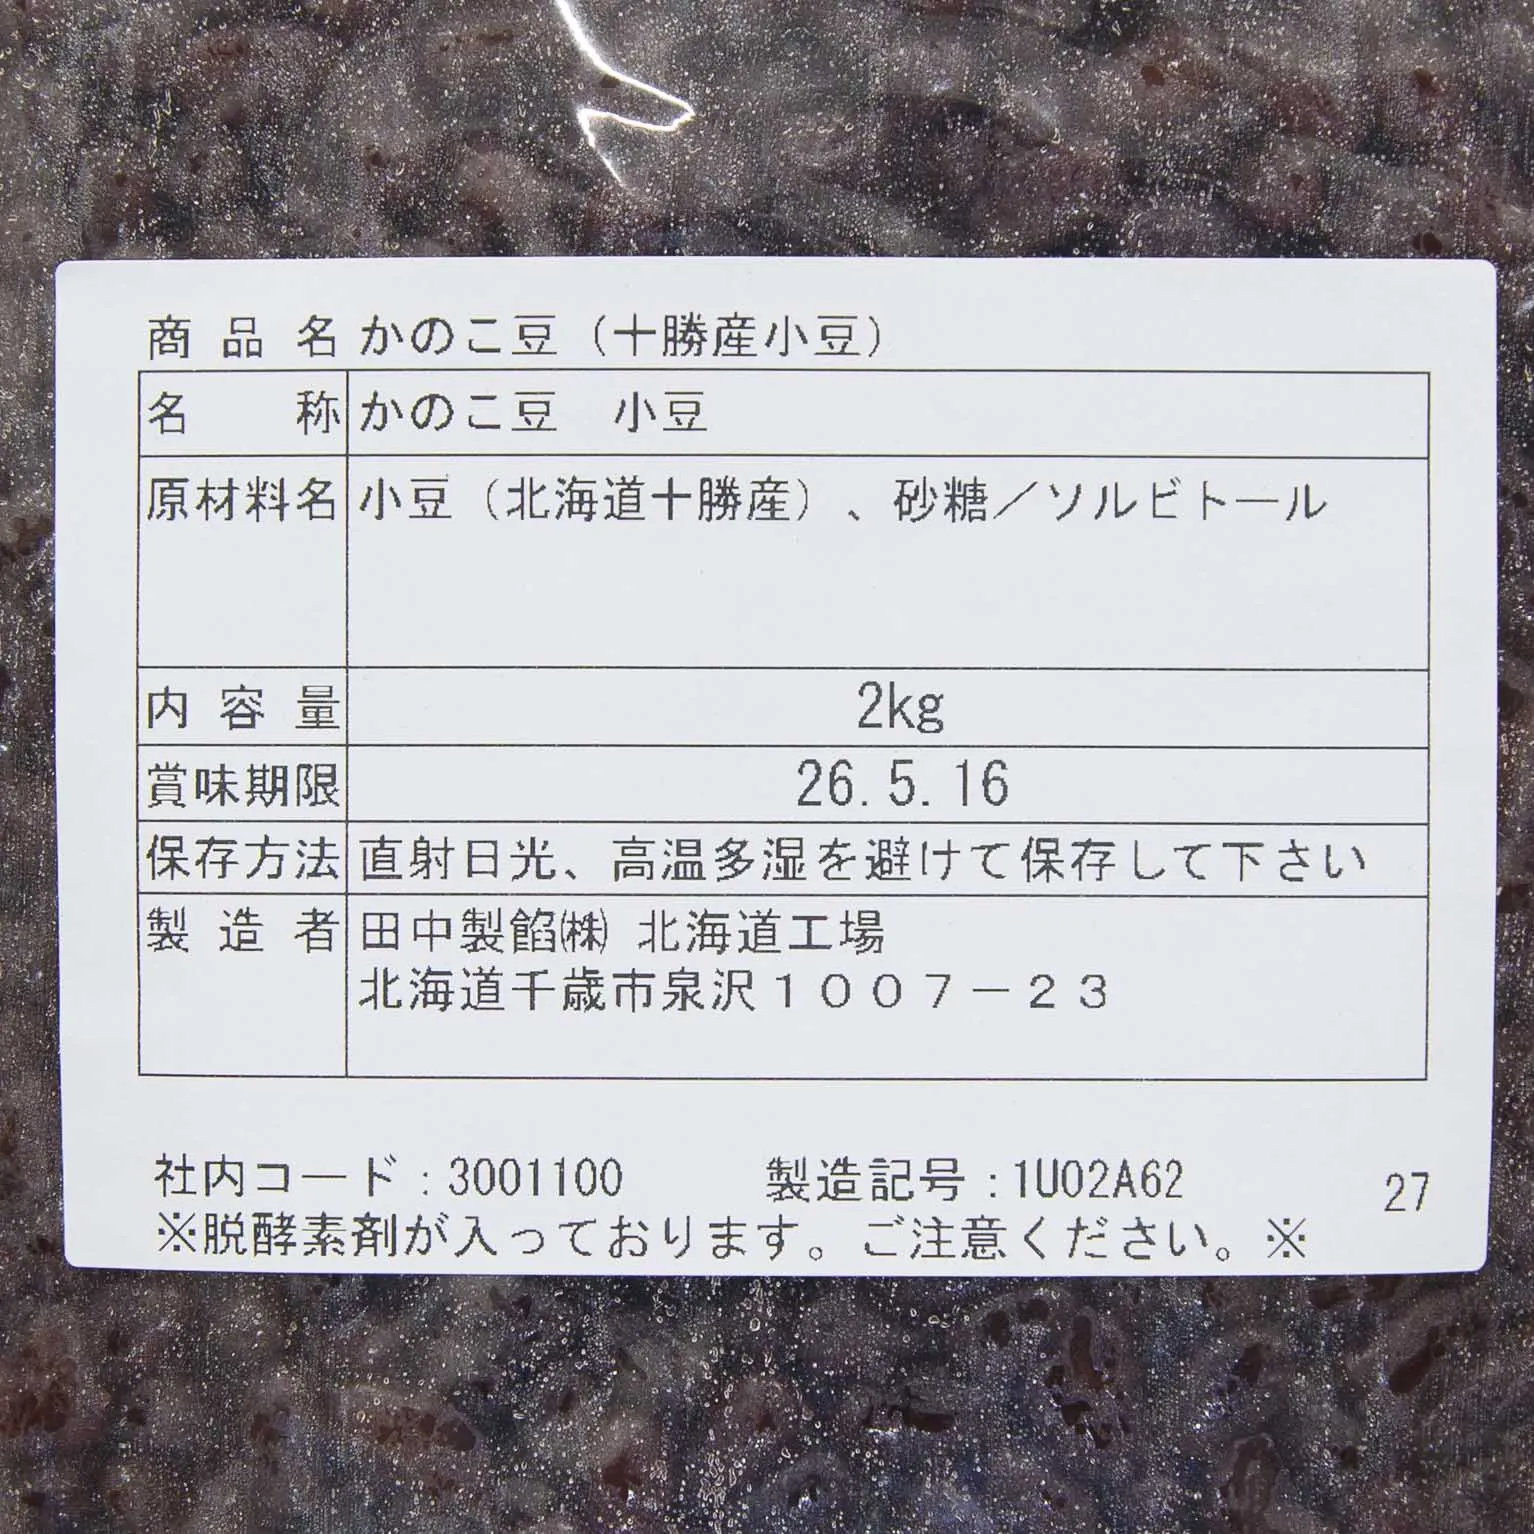 商品名 かのこ豆（十勝産小豆）
名称 かのこ豆　小豆
原材料名 小豆（北海道十勝産）、砂糖／ソルビトール
内容量 2kg
賞味期限 26.5.16
保存方法 直射日光、高温多湿を避けて保存して下さい
製造者 田中製餡㈱ 北海道工場
北海道千歳市泉沢１００７－２３
社内コード：3001100 製造記号：1U02A62 27
※脱酵素剤が入っております。ご注意ください。※